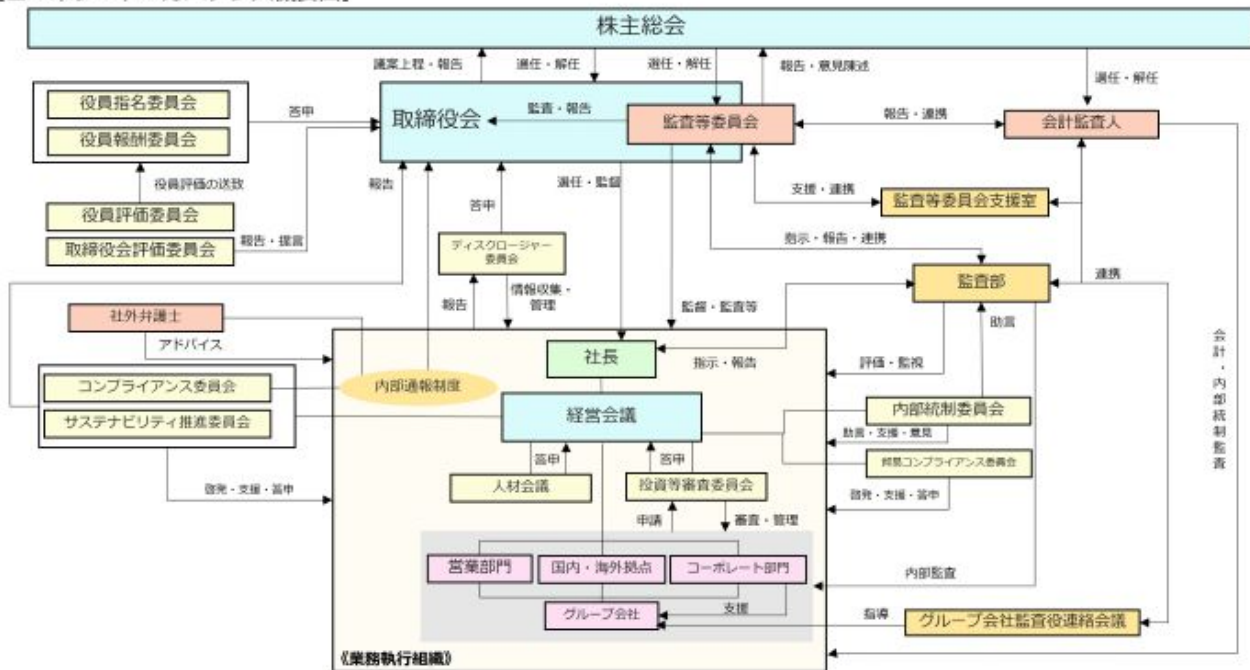 株主総会
議案上程・報告
選任・解任
選任・解任
報告・意見陳述
選任・解任
役員指名委員会
役員報酬委員会
答申
取締役会
監査・報告
監査等委員会
報告・連携
会計監査人
役員評価の送致
報告
選任・監督
支援・連携
監査等委員会支援室
役員評価委員会
取締役会評価委員会
報告・提言
答申
指示・報告・連携
ディスクロージャー
委員会
監査部
連携
報告
情報収集・
管理
監督・監査等
助言
社外弁護士
アドバイス
社長
指示・報告
評価・監視
会計・内部統制監査
コンプライアンス委員会
内部通報制度
サステナビリティ推進委員会
経営会議
内部統制委員会
助言・支援・意見
答申
答申
貿易コンプライアンス委員会
人材会議
投資等審査委員会
啓発・支援・答申
啓発・支援・答申
申請
審査・管理
営業部門
国内・海外拠点
コーポレート部門
内部監査
支援
グループ会社
指導
グループ会社監査役連絡会議
《業務執行組織》